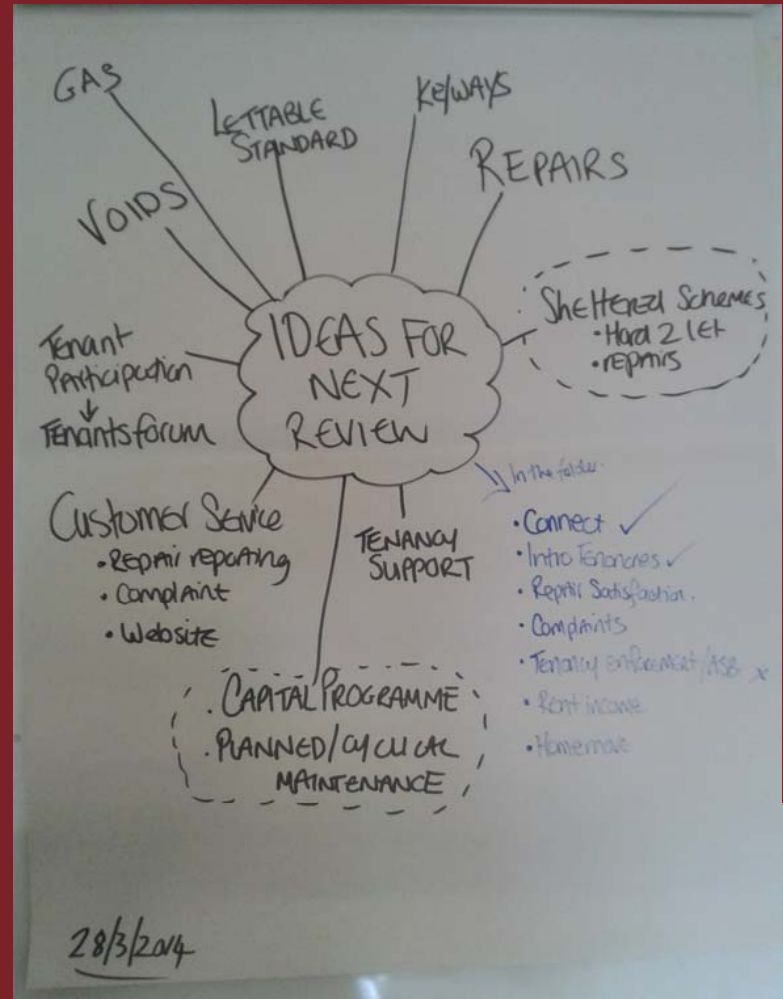 GAS
LETTABLE
STANDARD
KEYWAYS
VOIDS
REPAIRS
IDEAS FOR
NEXT
REVIEW
Sheltered Schemes
• Hard 2 let
• repairs
Tenant
Participation
↓
Tenants forum
Customer Service
• Repair reporting
• Complaint
• Website
TENANCY
SUPPORT
In the folder.
• Connect ✓
• Intro Tenancies ✓
• Repair Satisfaction.
• Complaints
• Tenancy enforcement/ASB x
• Rent income
• Homemove
. CAPITAL PROGRAMME
. PLANNED/CYCLICAL
MAINTENANCE
28/3/2014